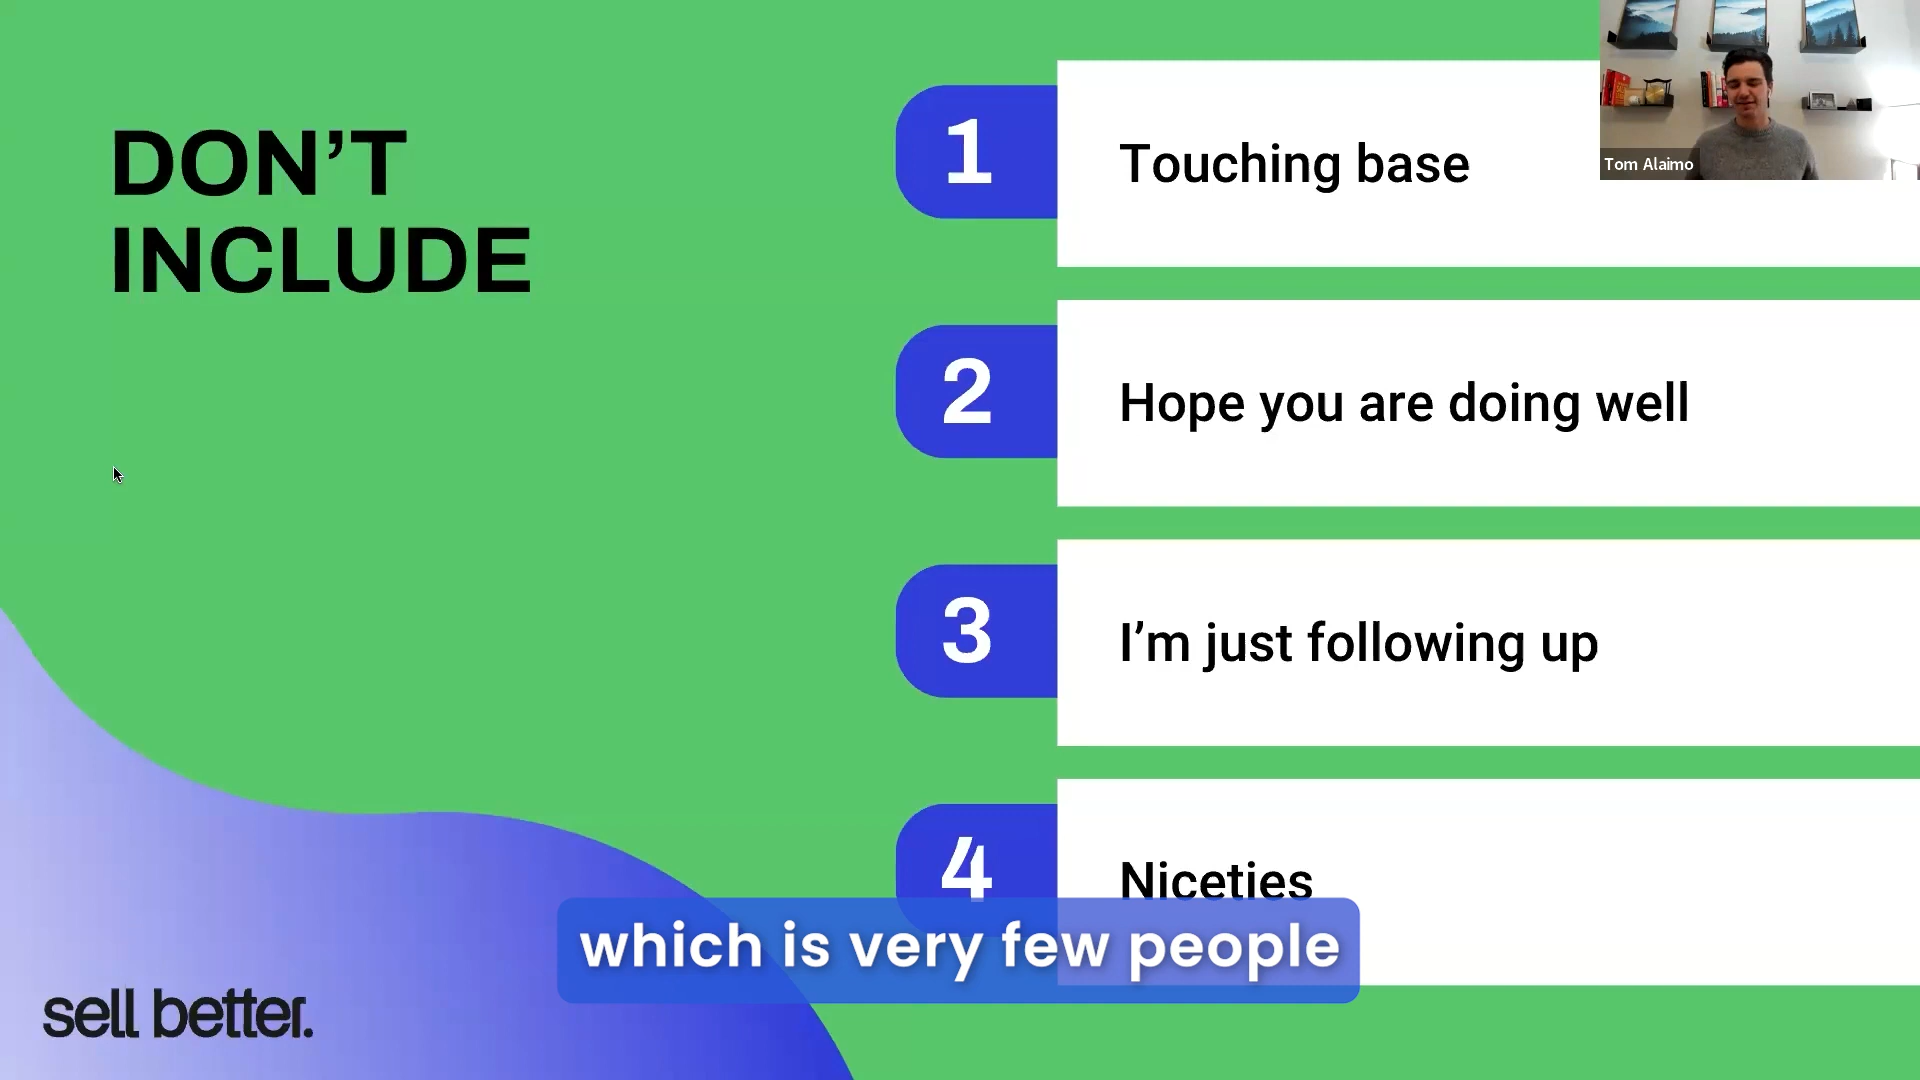 DON’T
INCLUDE
1
Touching base
Tom Alaimo
2
Hope you are doing well
3
I’m just following up
4
Niceties
which is very few people
sell better.